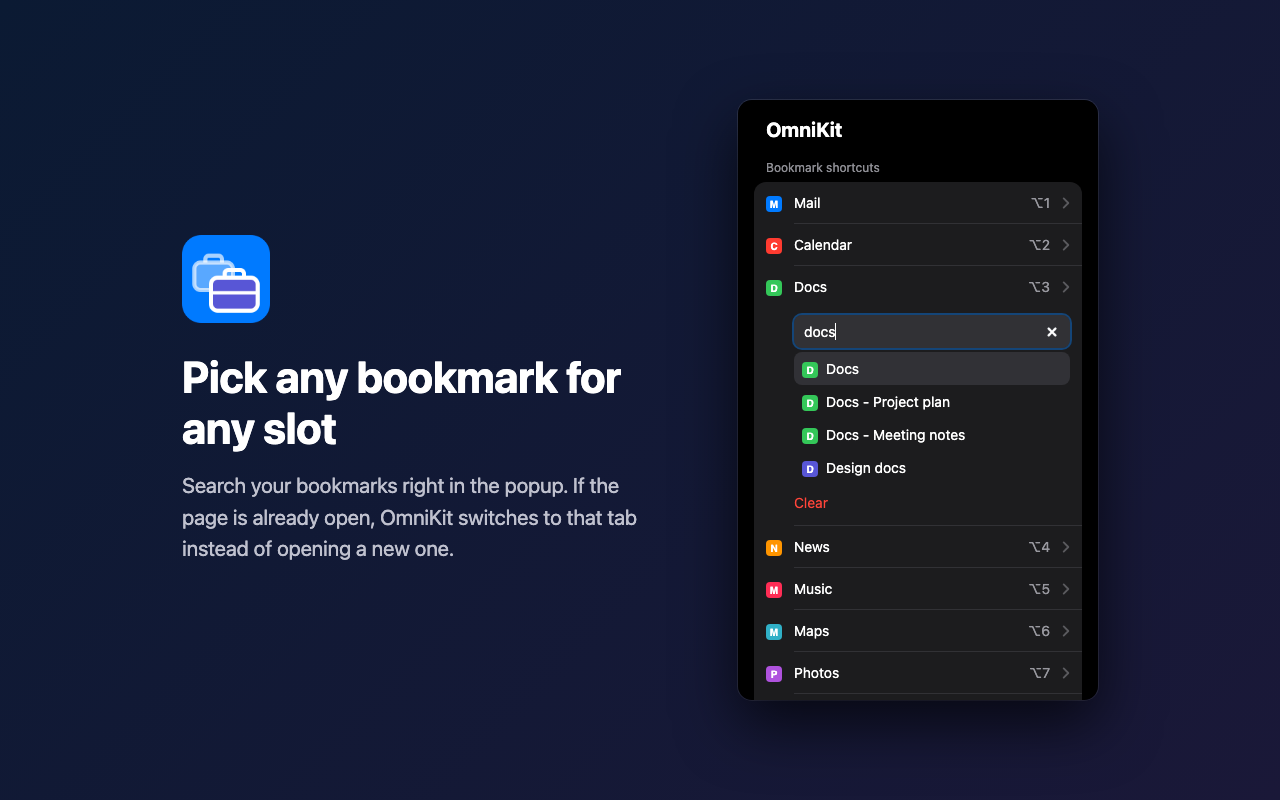 Pick any bookmark for
any slot
Search your bookmarks right in the popup. If the
page is already open, OmniKit switches to that tab
instead of opening a new one.
OmniKit
Bookmark shortcuts
M Mail ⌥1
C Calendar ⌥2
D Docs ⌥3
docs
D Docs
D Docs - Project plan
D Docs - Meeting notes
D Design docs
Clear
N News ⌥4
M Music ⌥5
M Maps ⌥6
P Photos ⌥7